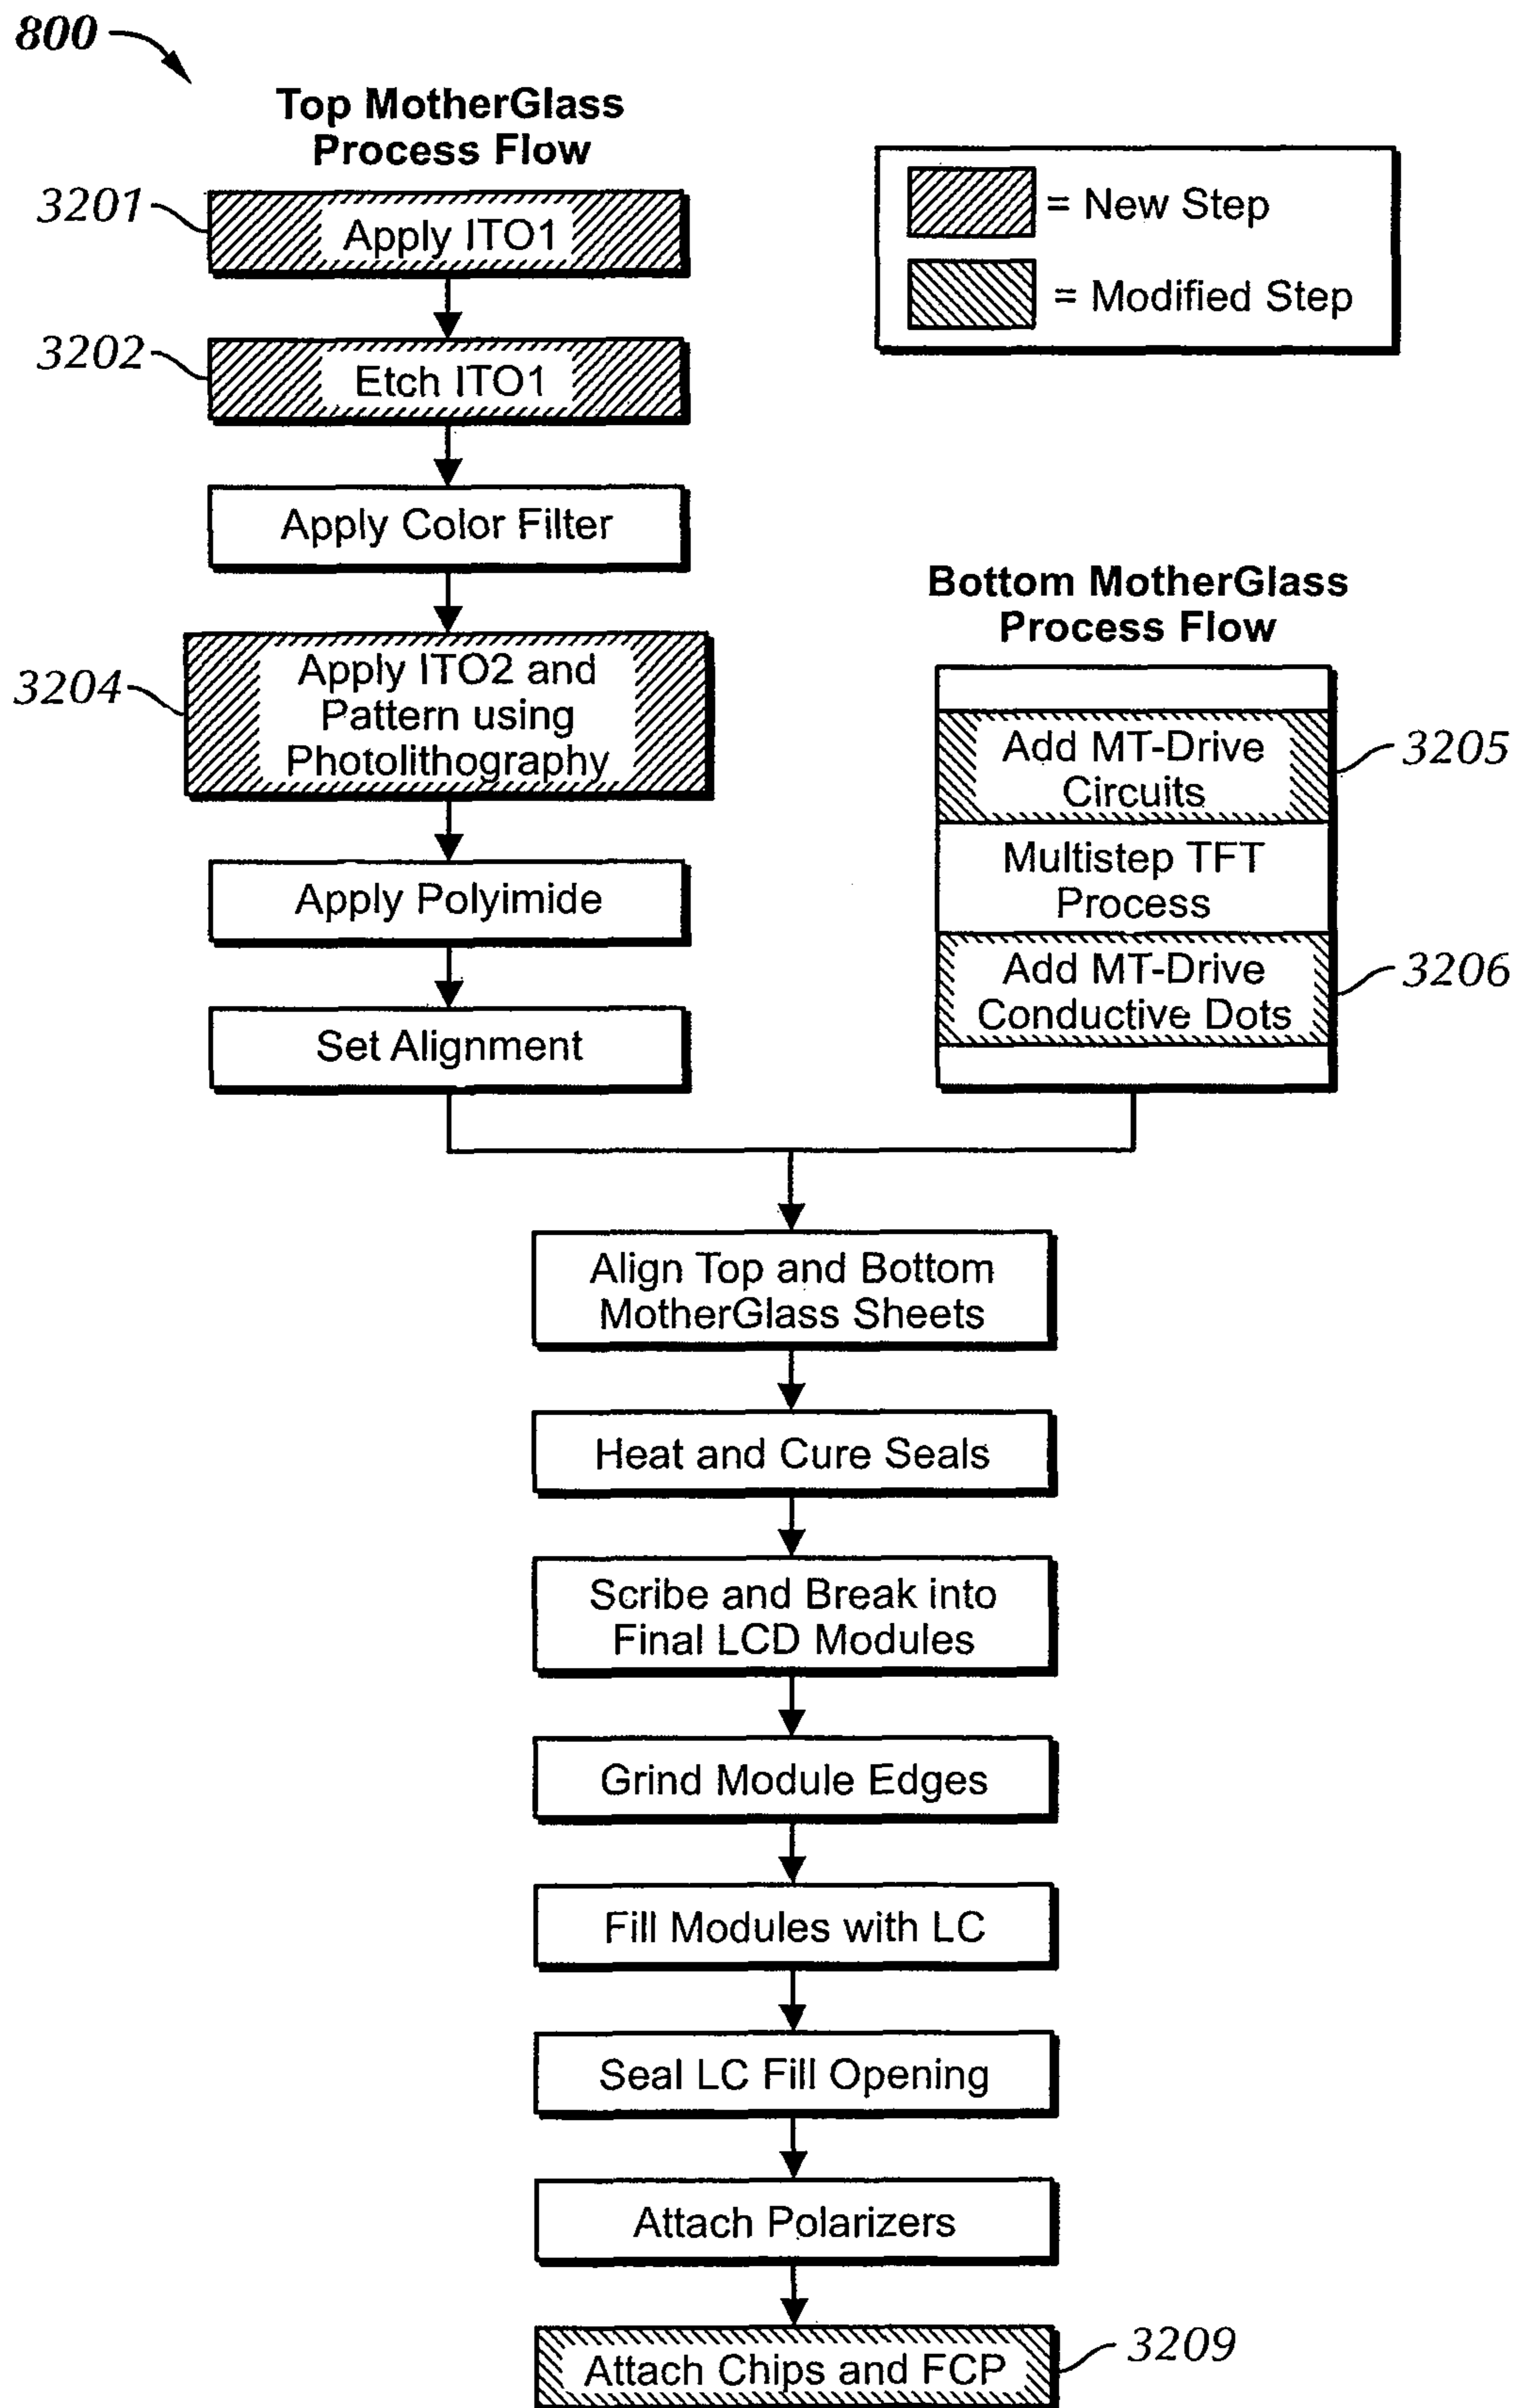 800
Top MotherGlass
Process Flow
3201
Apply ITO1
= New Step
= Modified Step
3202
Etch ITO1
Apply Color Filter
3204
Apply ITO2 and
Pattern using
Photolithography
Apply Polyimide
Set Alignment
Bottom MotherGlass
Process Flow
Add MT-Drive
Circuits
3205
Multistep TFT
Process
Add MT-Drive
Conductive Dots
3206
Align Top and Bottom
MotherGlass Sheets
Heat and Cure Seals
Scribe and Break into
Final LCD Modules
Grind Module Edges
Fill Modules with LC
Seal LC Fill Opening
Attach Polarizers
Attach Chips and FCP
3209